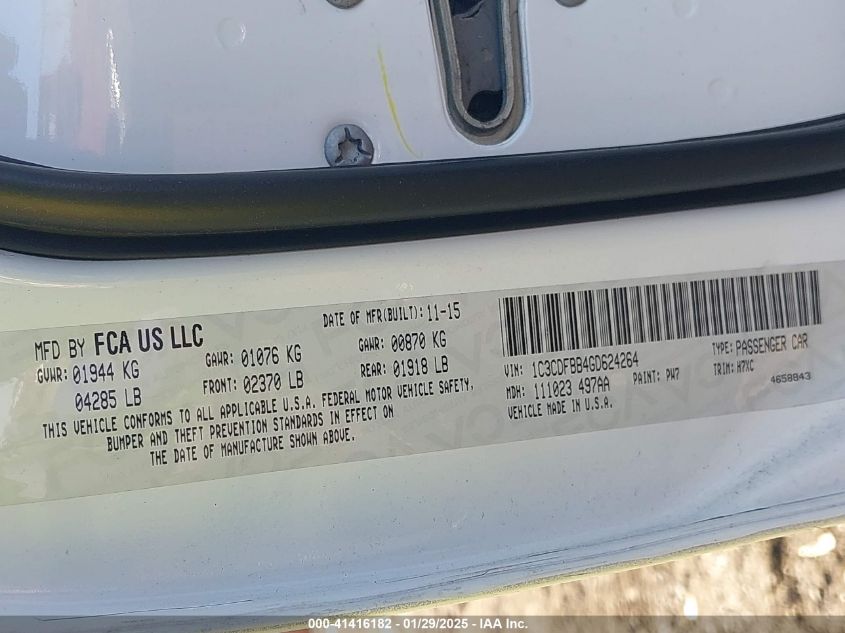 MFD BY FCA US LLC
DATE OF MFR(BUILT): 11-15
GVWR: 01944 KG
GAWR: 01076 KG
GAWR: 00870 KG
04285 LB
FRONT: 02370 LB
REAR: 01918 LB
THIS VEHICLE CONFORMS TO ALL APPLICABLE U.S.A. FEDERAL MOTOR VEHICLE SAFETY,
BUMPER AND THEFT PREVENTION STANDARDS IN EFFECT ON
THE DATE OF MANUFACTURE SHOWN ABOVE.
VIN: 1C3CDFBB4GD624264
TYPE: PASSENGER CAR
MDH: 111023 497AA
PAINT: PW7
TRIM: H7XC
VEHICLE MADE IN U.S.A.
4658843
000-41416182 - 01/29/2025 - IAA Inc.